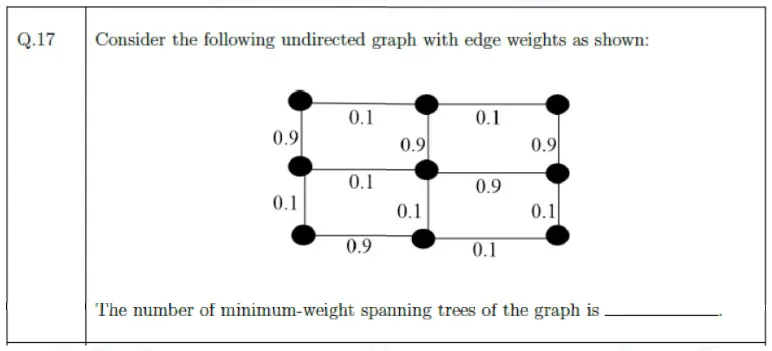 Q.17 Consider the following undirected graph with edge weights as shown:
0.1 0.1
0.9 0.9 0.9
0.1 0.9
0.1 0.1 0.1
0.9 0.1
The number of minimum-weight spanning trees of the graph is ____________.